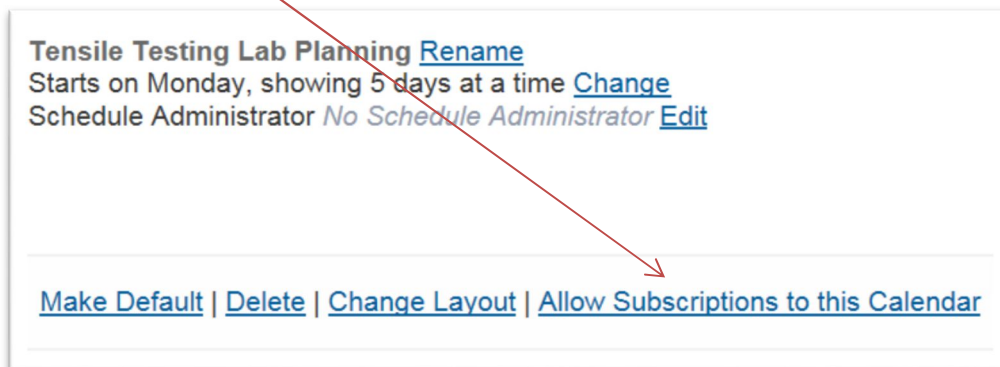 Tensile Testing Lab Planning Rename
Starts on Monday, showing 5 days at a time Change
Schedule Administrator No Schedule Administrator Edit
Make Default | Delete | Change Layout | Allow Subscriptions to this Calendar